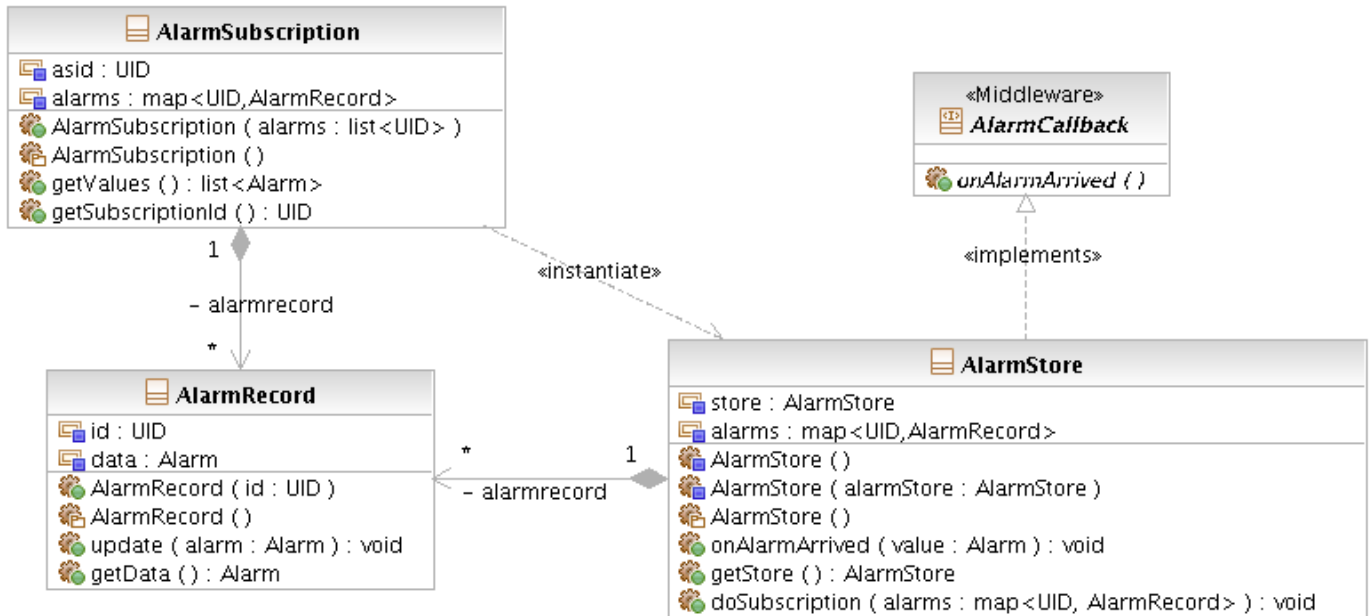 AlarmSubscription
asid : UID
alarms : map<UID,AlarmRecord>
AlarmSubscription ( alarms : list<UID> )
AlarmSubscription ( )
getValues ( ) : list<Alarm>
getSubscriptionId ( ) : UID
«Middleware»
AlarmCallback
onAlarmArrived ( )
1
«instantiate»
«implements»
- alarmrecord
*
AlarmRecord
id : UID
data : Alarm
AlarmRecord ( id : UID )
AlarmRecord ( )
update ( alarm : Alarm ) : void
getData ( ) : Alarm
*
1
- alarmrecord
AlarmStore
store : AlarmStore
alarms : map<UID,AlarmRecord>
AlarmStore ( )
AlarmStore ( alarmStore : AlarmStore )
AlarmStore ( )
onAlarmArrived ( value : Alarm ) : void
getStore ( ) : AlarmStore
doSubscription ( alarms : map<UID, AlarmRecord> ) : void